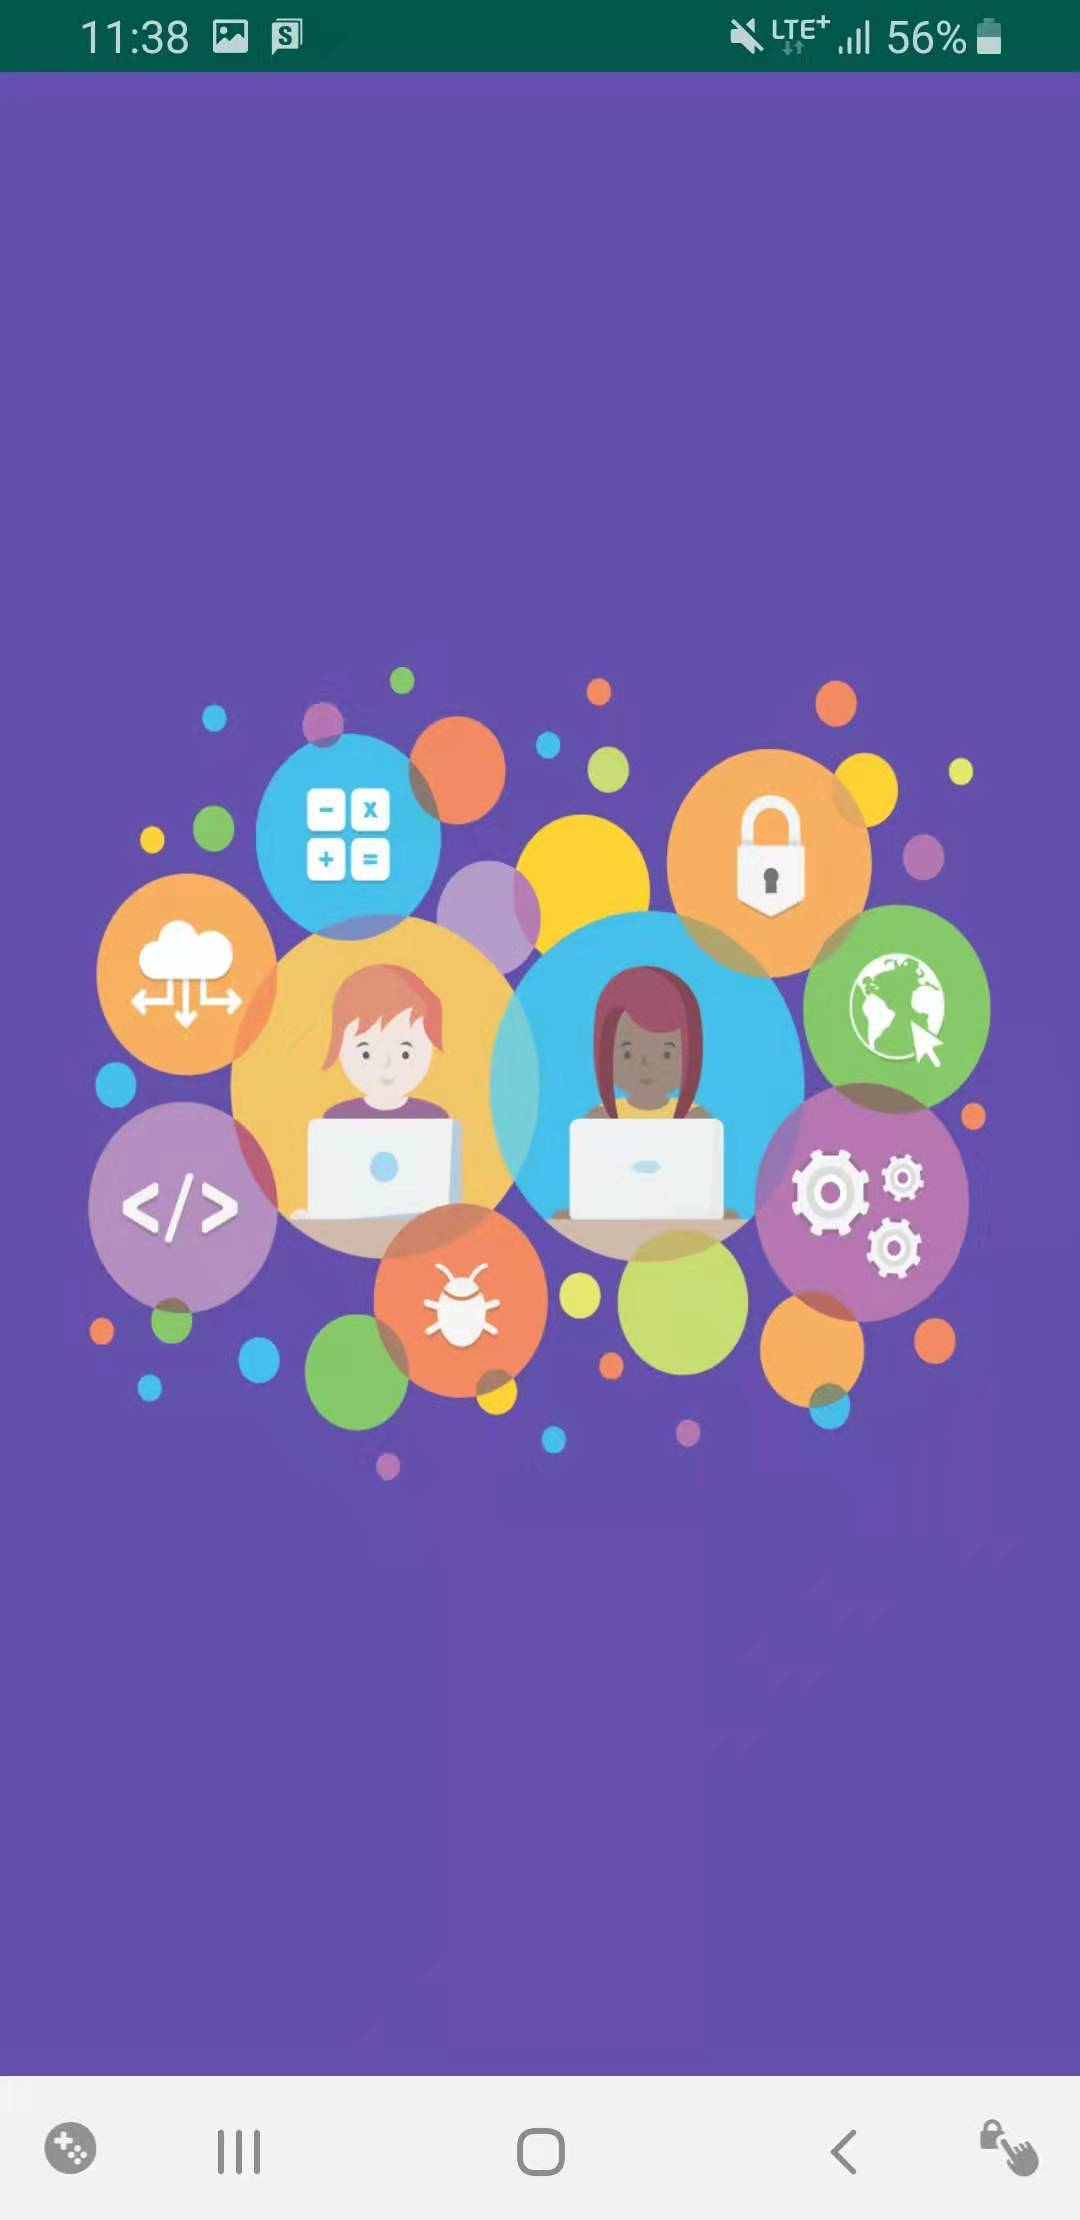 11:38 S LTE+ 56%
- x
+ =
</>